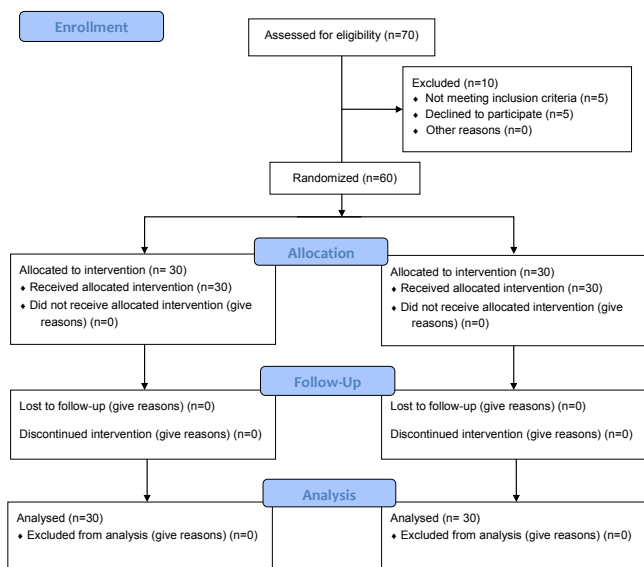 Enrollment
Assessed for eligibility (n=70)
Excluded (n=10)
♦ Not meeting inclusion criteria (n=5)
♦ Declined to participate (n=5)
♦ Other reasons (n=0)
Randomized (n=60)
Allocation
Allocated to intervention (n= 30)
♦ Received allocated intervention (n=30)
♦ Did not receive allocated intervention (give
reasons) (n=0)
Allocated to intervention (n=30)
♦ Received allocated intervention (n=30)
♦ Did not receive allocated intervention (give
reasons) (n=0)
Follow-Up
Lost to follow-up (give reasons) (n=0)
Discontinued intervention (give reasons) (n=0)
Lost to follow-up (give reasons) (n=0)
Discontinued intervention (give reasons) (n=0)
Analysis
Analysed (n=30)
♦ Excluded from analysis (give reasons) (n=0)
Analysed (n= 30)
♦ Excluded from analysis (give reasons) (n=0)